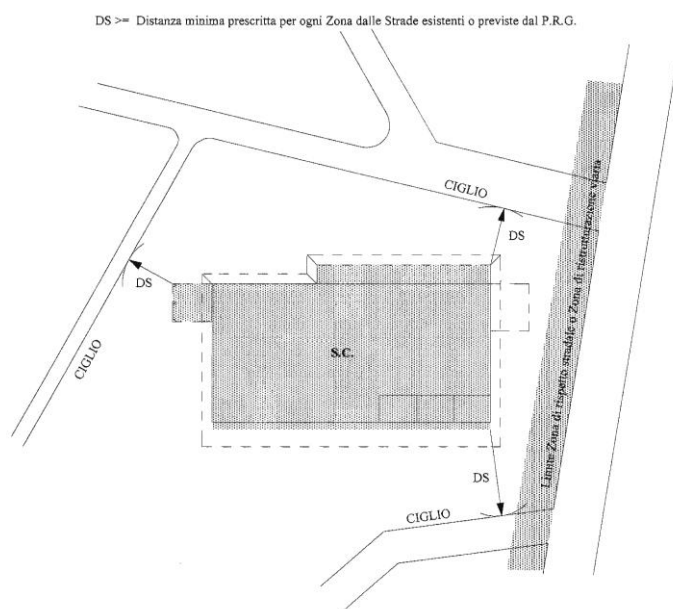 DS >= Distanza minima prescritta per ogni Zona dalle Strade esistenti o previste dal P.R.G.
CIGLIO
DS
DS
CIGLIO
S.C.
Limite Zona di rispetto stradale o Zona di ristrutturazione viaria
DS
CIGLIO